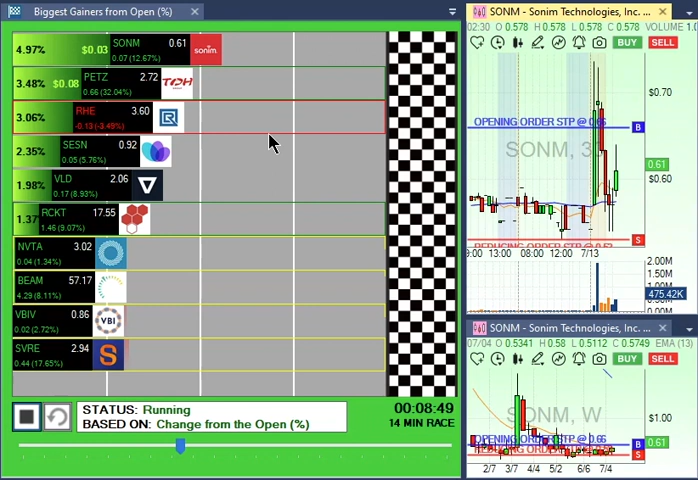 Biggest Gainers from Open (%)
4.97% $0.03 SONM 0.61
0.07 (12.67%)
sonim.
3.48% $0.08 PETZ 2.72
0.66 (32.04%)
3.06% RHE 3.60
-0.13 (-3.49%)
2.35% SESN 0.92
0.05 (5.76%)
1.98% VLD 2.06
0.17 (8.93%)
1.37 RCKT 17.55
1.46 (9.07%)
NVTA 3.02
0.04 (1.34%)
BEAM 57.17
4.29 (8.11%)
VBIV 0.86
0.02 (2.72%)
VBI
SVRE 2.94
0.44 (17.65%)
STATUS: Running
BASED ON: Change from the Open (%)
00:08:49
14 MIN RACE
SONM - Sonim Technologies, Inc. ...
02:30 O 0.578 H 0.578 L 0.578 C 0.578 VOLUME 1.0
BUY SELL
$0.70
OPENING ORDER STP @ 0.66 B
SONM, 3
0.61
$0.60
S
9:00 13:00 08:00 12:00 7/13
2.00M
1.50M
1.00M
475.42K
0.00M
SONM - Sonim Technologies, Inc. ...
07/04 O 0.5341 H 0.58 L 0.5112 C 0.5749 EMA (13)
BUY SELL
SONM, W
$1.00
OPENING ORDER STP @ 0.66 B
0.61
S
2/7 3/7 4/4 5/2 6/6 7/4